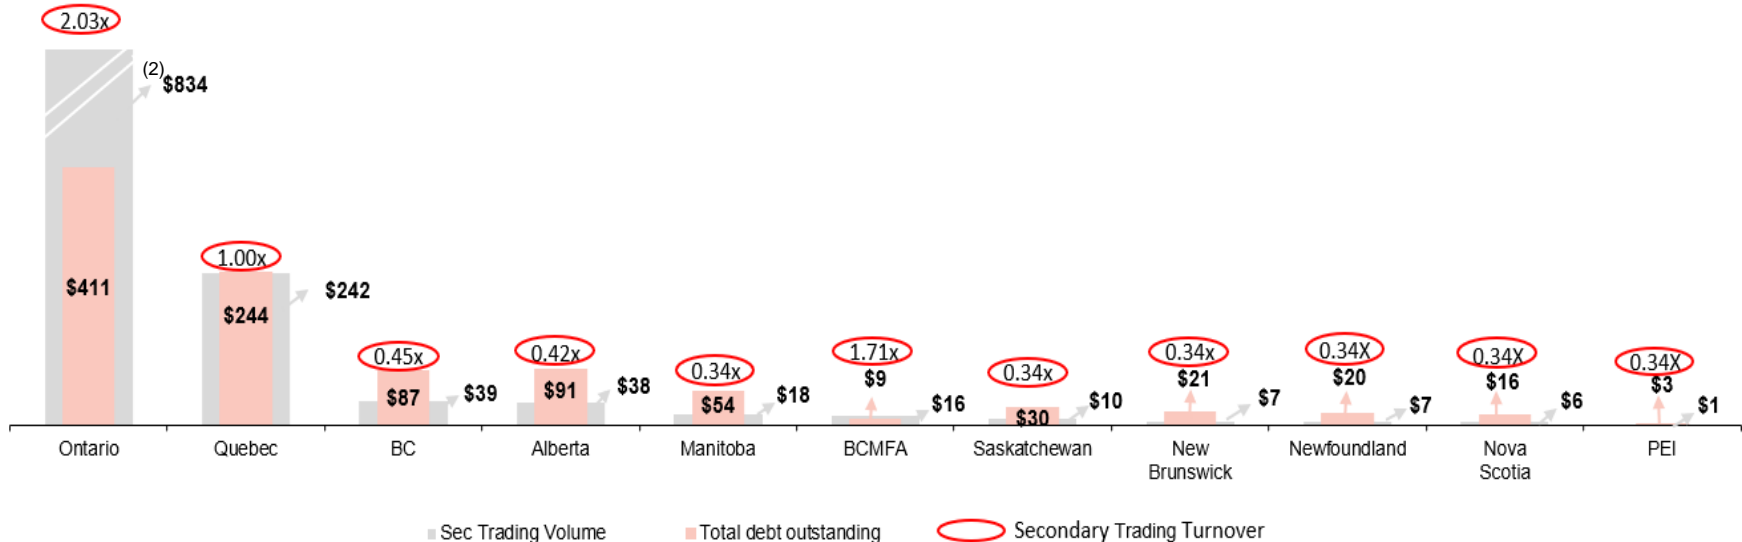 2.03x
(2)
$834
$411
1.00x
$242
$244
0.45x
$87
$39
0.42x
$91
$38
0.34x
$54
$18
1.71x
$9
$16
0.34x
$30
$10
0.34x
$21
$7
0.34X
$20
$7
0.34X
$16
$6
0.34X
$3
$1
Ontario
Quebec
BC
Alberta
Manitoba
BCMFA
Saskatchewan
New
Brunswick
Newfoundland
Nova
Scotia
PEI
Sec Trading Volume
Total debt outstanding
Secondary Trading Turnover